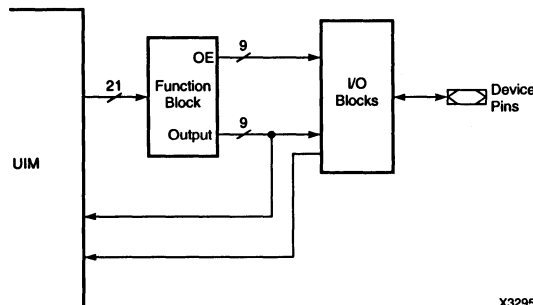 9
OE
21
Function
Block
I/O
Blocks
Device
Pins
9
Output
UIM
X3295